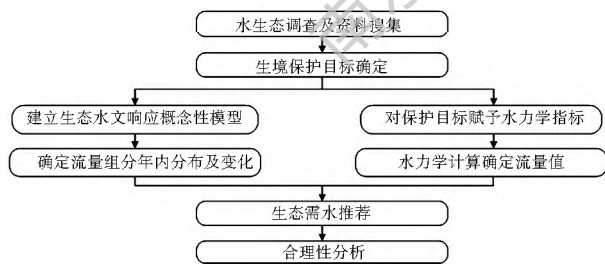 水生态调查及资料搜集
生境保护目标确定
建立生态水文响应概念性模型
对保护目标赋予水力学指标
确定流量组分年内分布及变化
水力学计算确定流量值
生态需水推荐
合理性分析